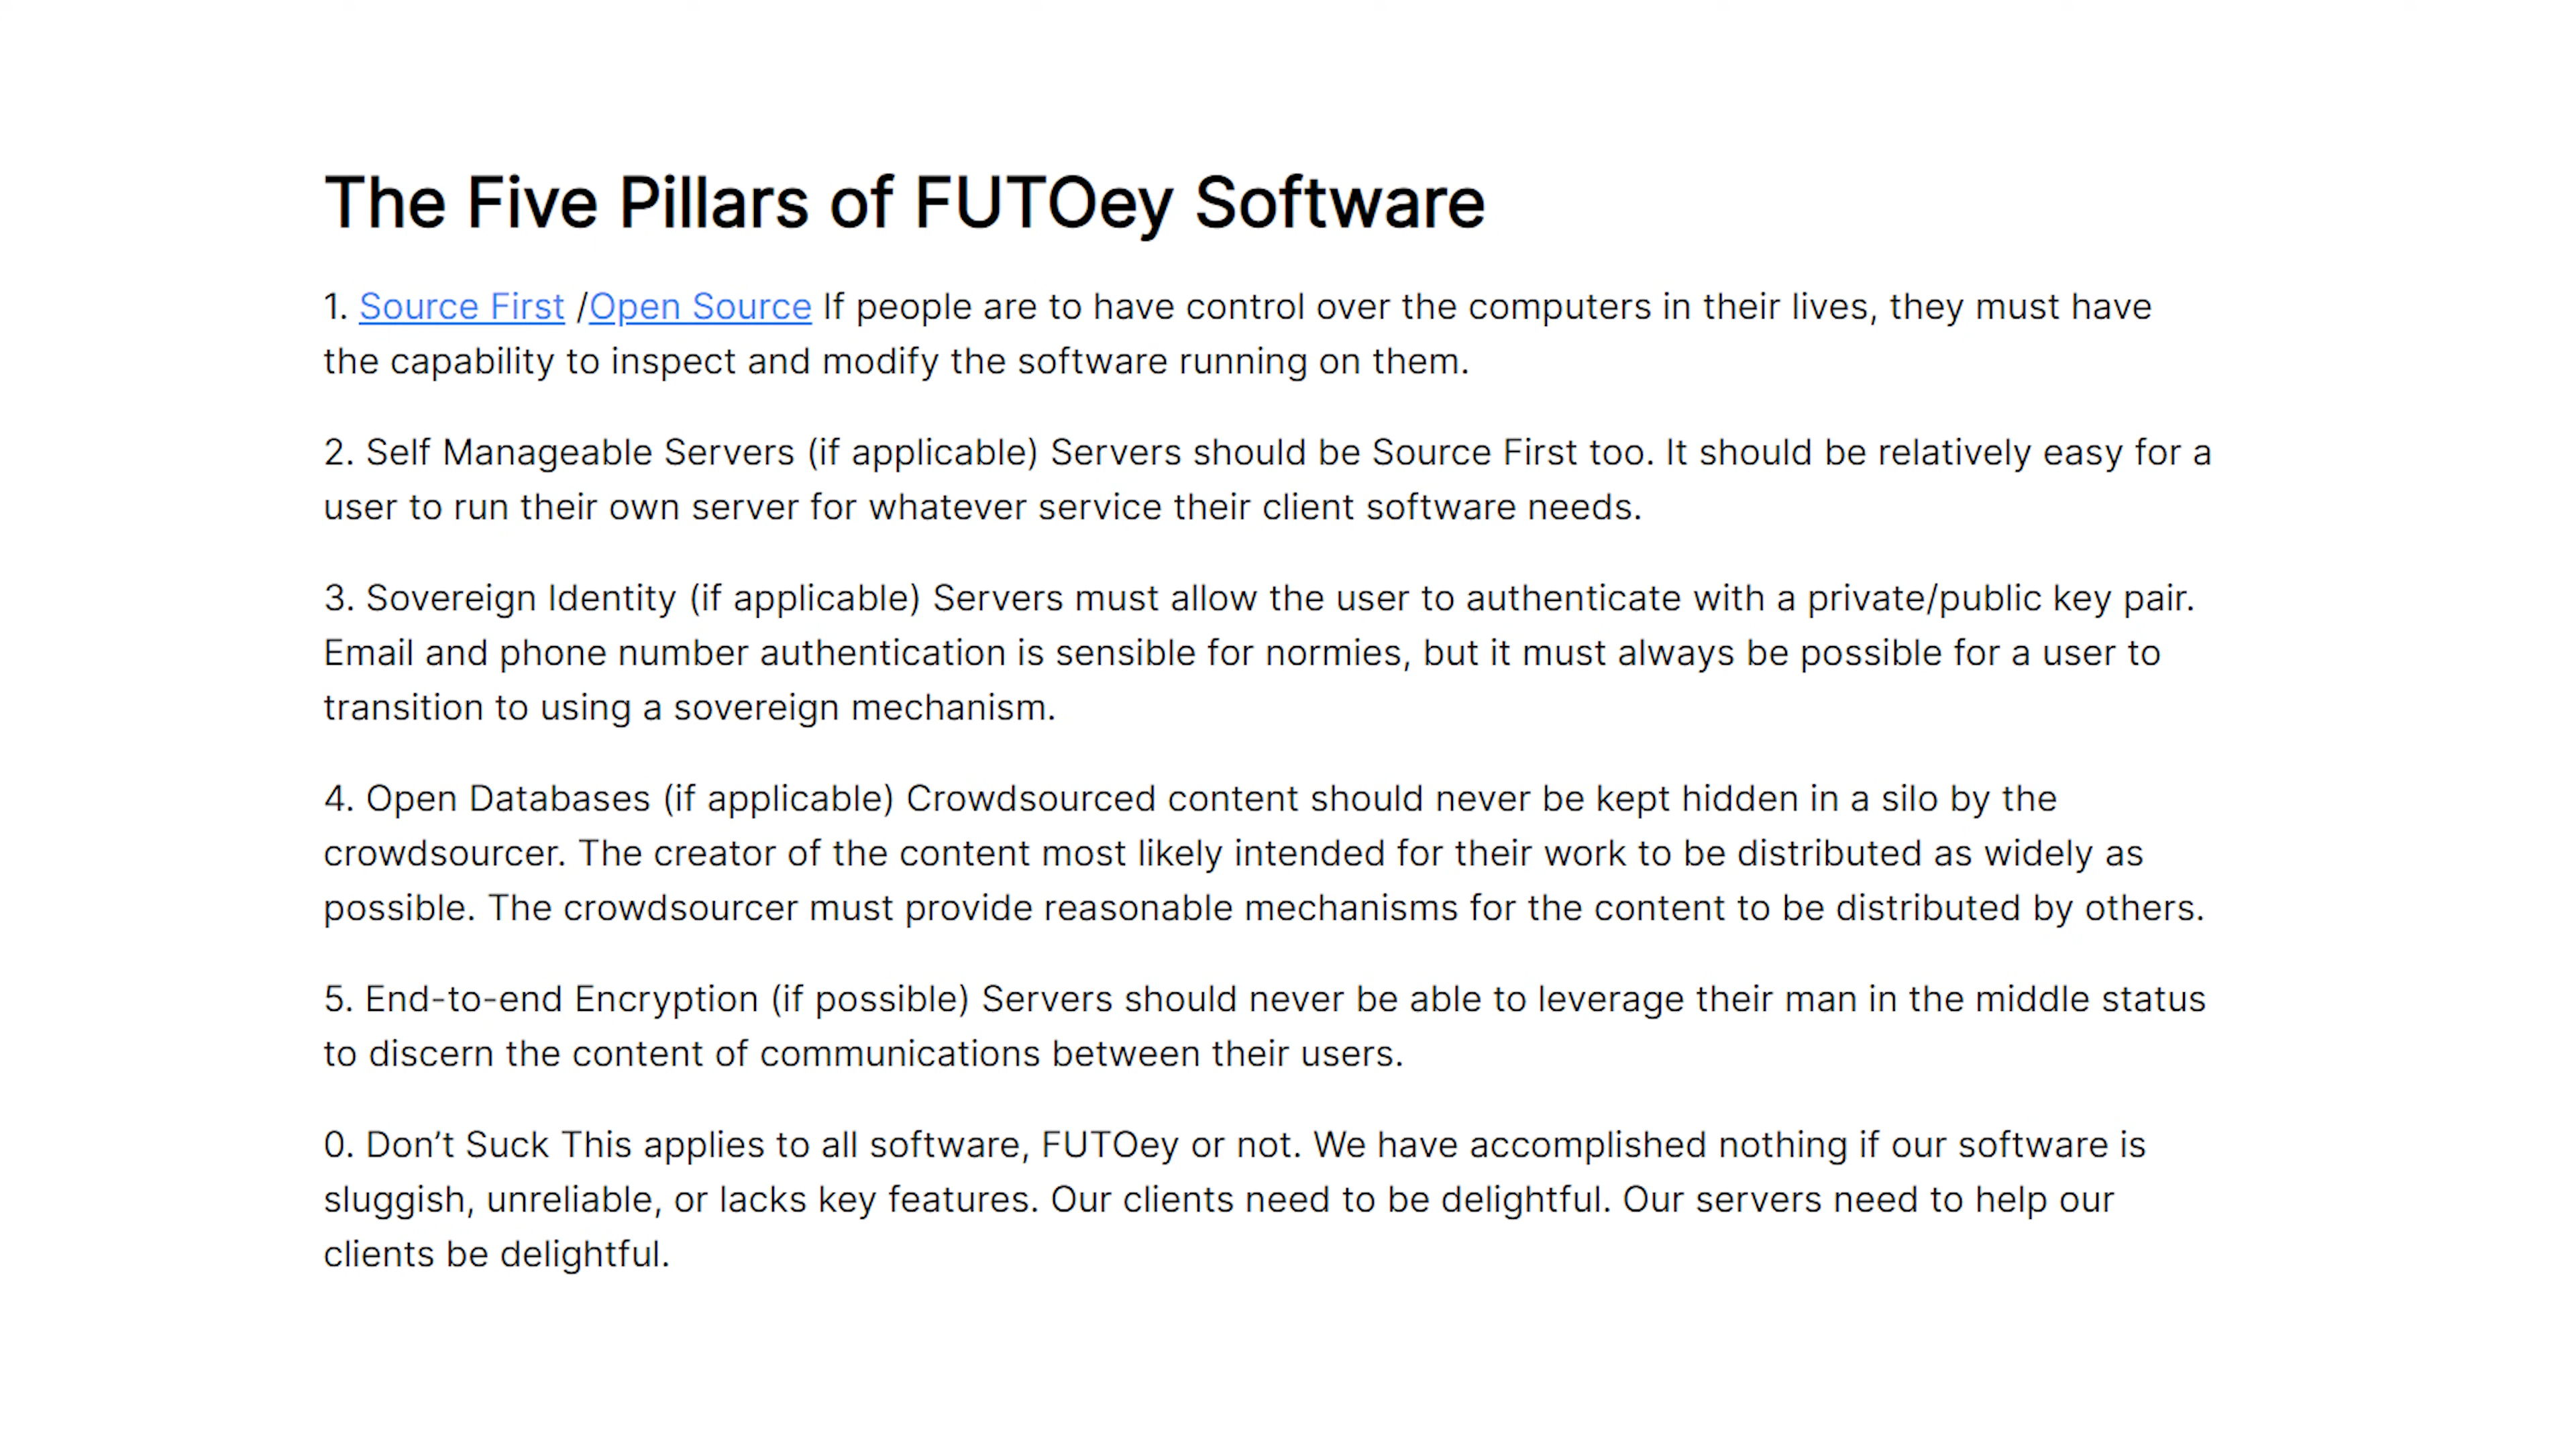 The Five Pillars of FUTOey Software
1. Source First /Open Source If people are to have control over the computers in their lives, they must have
the capability to inspect and modify the software running on them.
2. Self Manageable Servers (if applicable) Servers should be Source First too. It should be relatively easy for a
user to run their own server for whatever service their client software needs.
3. Sovereign Identity (if applicable) Servers must allow the user to authenticate with a private/public key pair.
Email and phone number authentication is sensible for normies, but it must always be possible for a user to
transition to using a sovereign mechanism.
4. Open Databases (if applicable) Crowdsourced content should never be kept hidden in a silo by the
crowdsourcer. The creator of the content most likely intended for their work to be distributed as widely as
possible. The crowdsourcer must provide reasonable mechanisms for the content to be distributed by others.
5. End-to-end Encryption (if possible) Servers should never be able to leverage their man in the middle status
to discern the content of communications between their users.
0. Don’t Suck This applies to all software, FUTOey or not. We have accomplished nothing if our software is
sluggish, unreliable, or lacks key features. Our clients need to be delightful. Our servers need to help our
clients be delightful.